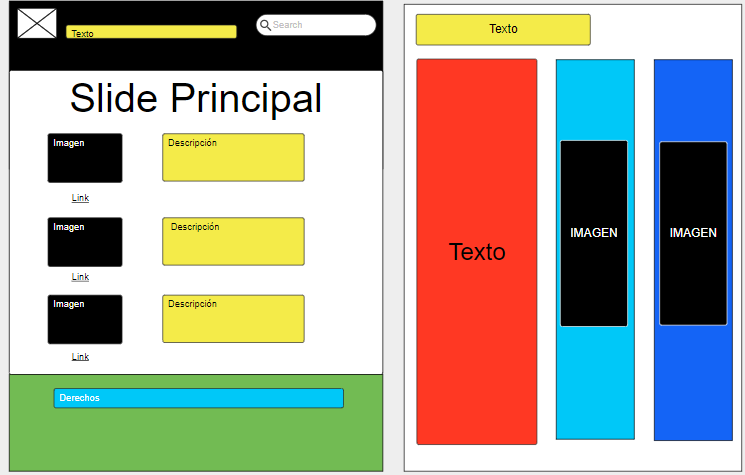 Texto
Search
Slide Principal
Imagen
Descripción
Link
Imagen
Descripción
Link
Imagen
Descripción
Link
Derechos
Texto
Texto
IMAGEN
IMAGEN